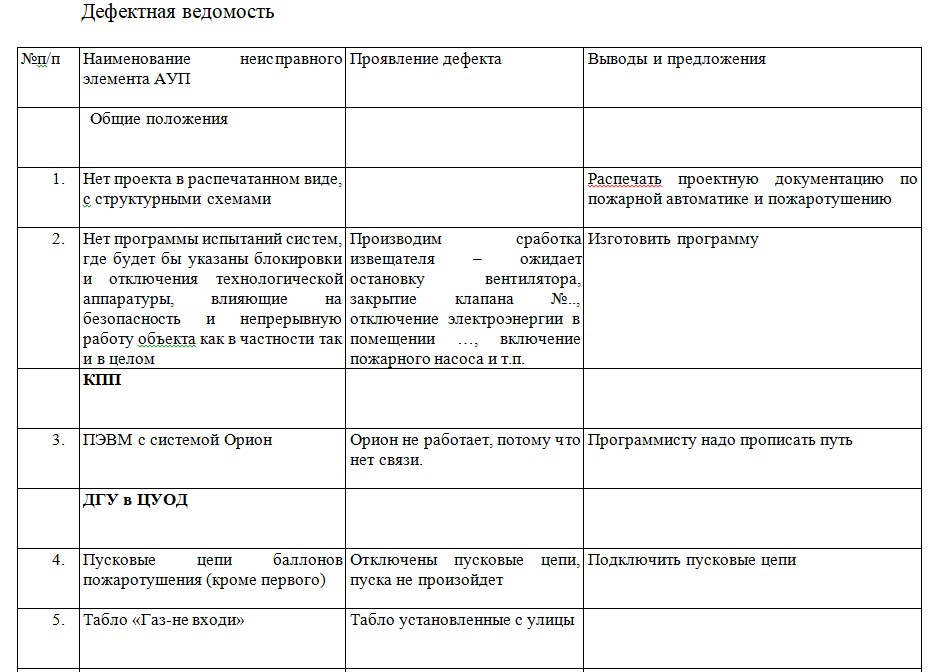 Дефектная ведомость
№п/п
Наименование неисправного
элемента АУП
Проявление дефекта
Выводы и предложения
Общие положения
1.
Нет проекта в распечатанном виде,
с структурными схемами
Распечать проектную документацию по
пожарной автоматике и пожаротушению
2.
Нет программы испытаний систем,
где будет бы указаны блокировки
и отключения технологической
аппаратуры, влияющие на
безопасность и непрерывную
работу объекта как в частности так
и в целом
Производим сработка
извещателя – ожидает
остановку вентилятора,
закрытие клапана №..,
отключение электроэнергии в
помещении …, включение
пожарного насоса и т.п.
Изготовить программу
КПП
3.
ПЭВМ с системой Орион
Орион не работает, потому что
нет связи.
Программисту надо прописать путь
ДГУ в ЦУОД
4.
Пусковые цепи баллонов
пожаротушения (кроме первого)
Отключены пусковые цепи,
пуска не произойдет
Подключить пусковые цепи
5.
Табло «Газ-не входи»
Табло установленные с улицы